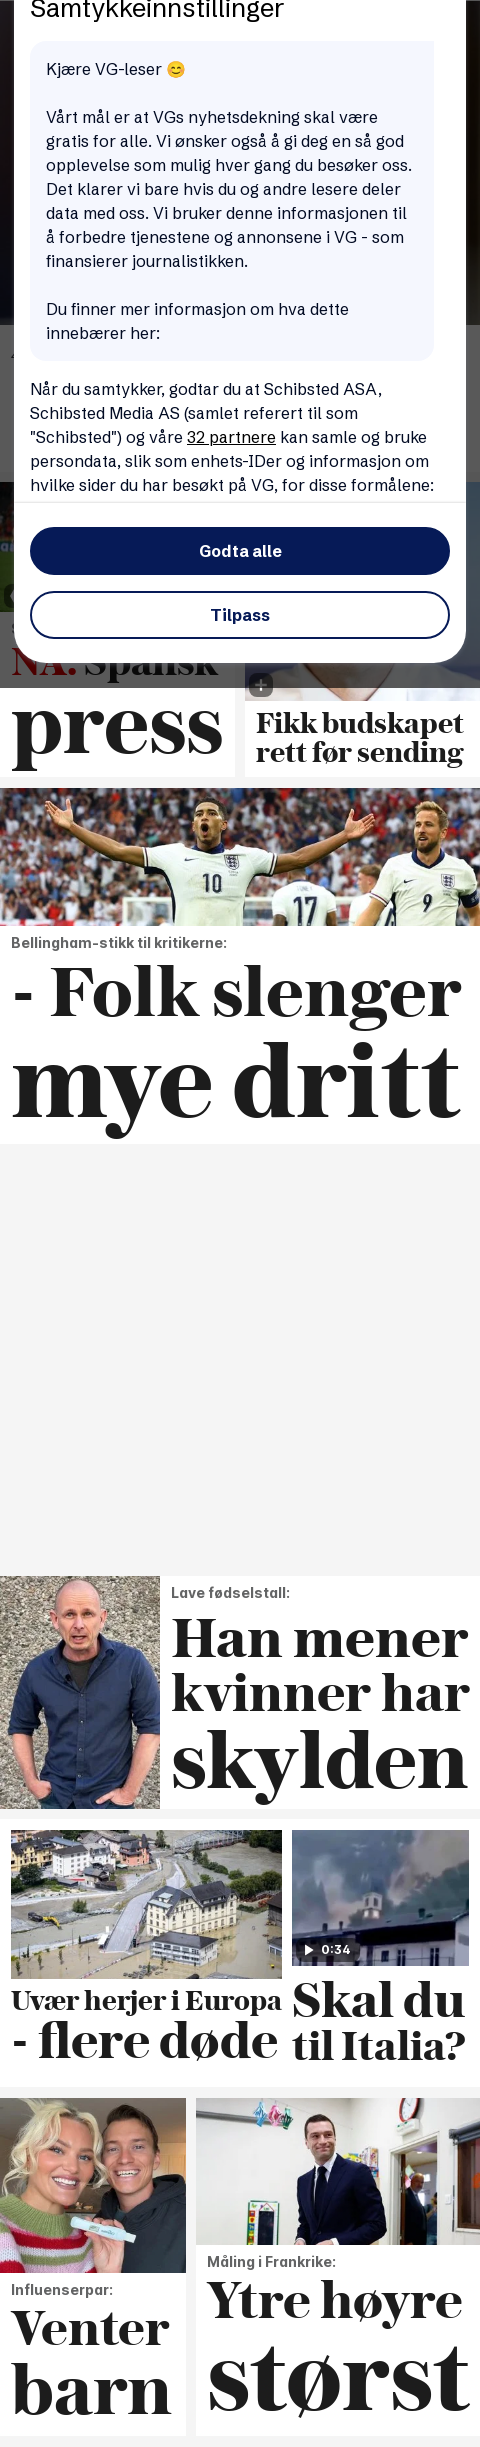 Samtykkeinnstillinger
Kjære VG-leser 😊
Vårt mål er at VGs nyhetsdekning skal være
gratis for alle. Vi ønsker også å gi deg en så god
opplevelse som mulig hver gang du besøker oss.
Det klarer vi bare hvis du og andre lesere deler
data med oss. Vi bruker denne informasjonen til
å forbedre tjenestene og annonsene i VG - som
finansierer journalistikken.
Du finner mer informasjon om hva dette
innebærer her:
Når du samtykker, godtar du at Schibsted ASA,
Schibsted Media AS (samlet referert til som
"Schibsted") og våre 32 partnere kan samle og bruke
persondata, slik som enhets-IDer og informasjon om
hvilke sider du har besøkt på VG, for disse formålene:
Godta alle
Tilpass
NÅ: Spansk
press
Fikk budskapet
rett før sending
10
17
9
Bellingham-stikk til kritikerne:
- Folk slenger
mye dritt
Lave fødselstall:
Han mener
kvinner har
skylden
0:34
Uvær herjer i Europa
- flere døde
Skal du
til Italia?
Influenserpar:
Venter
barn
Måling i Frankrike:
Ytre høyre
størst